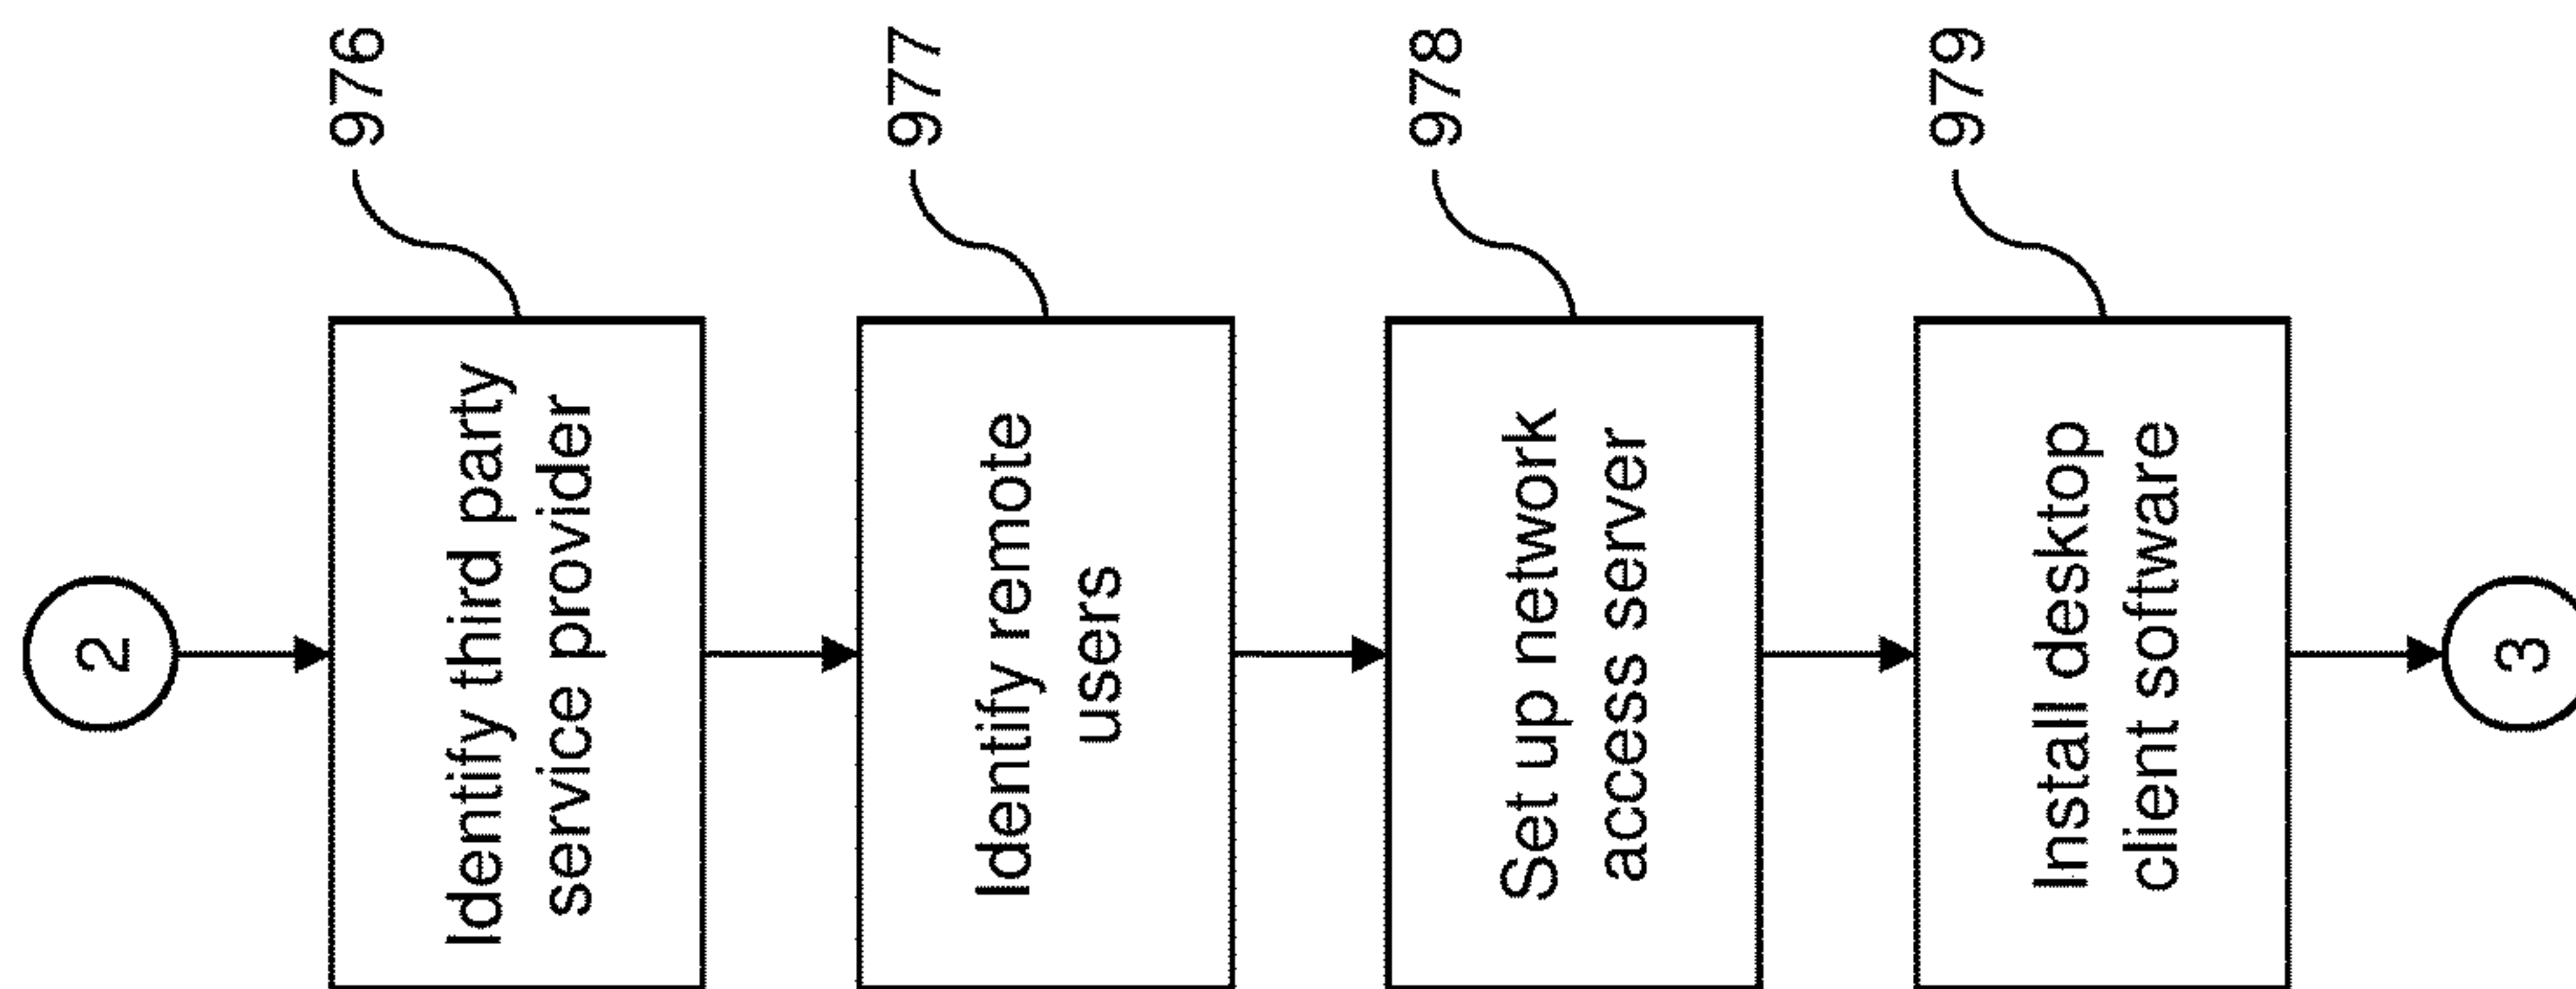 2
976
Identify third party
service provider
977
Identify remote
users
978
Set up network
access server
979
Install desktop
client software
3